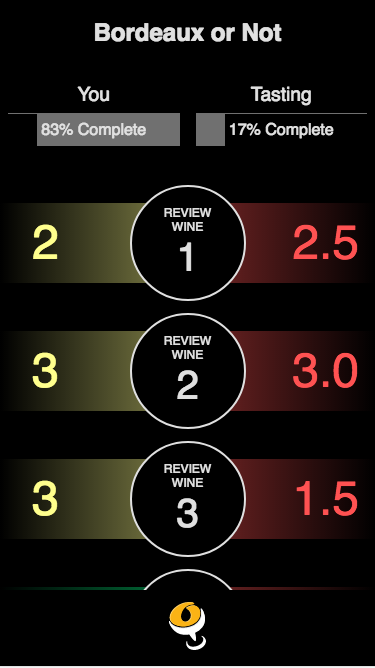 Bordeaux or Not
You
Tasting
83% Complete
17% Complete
2
REVIEW
WINE
1
2.5
3
REVIEW
WINE
2
3.0
3
REVIEW
WINE
3
1.5